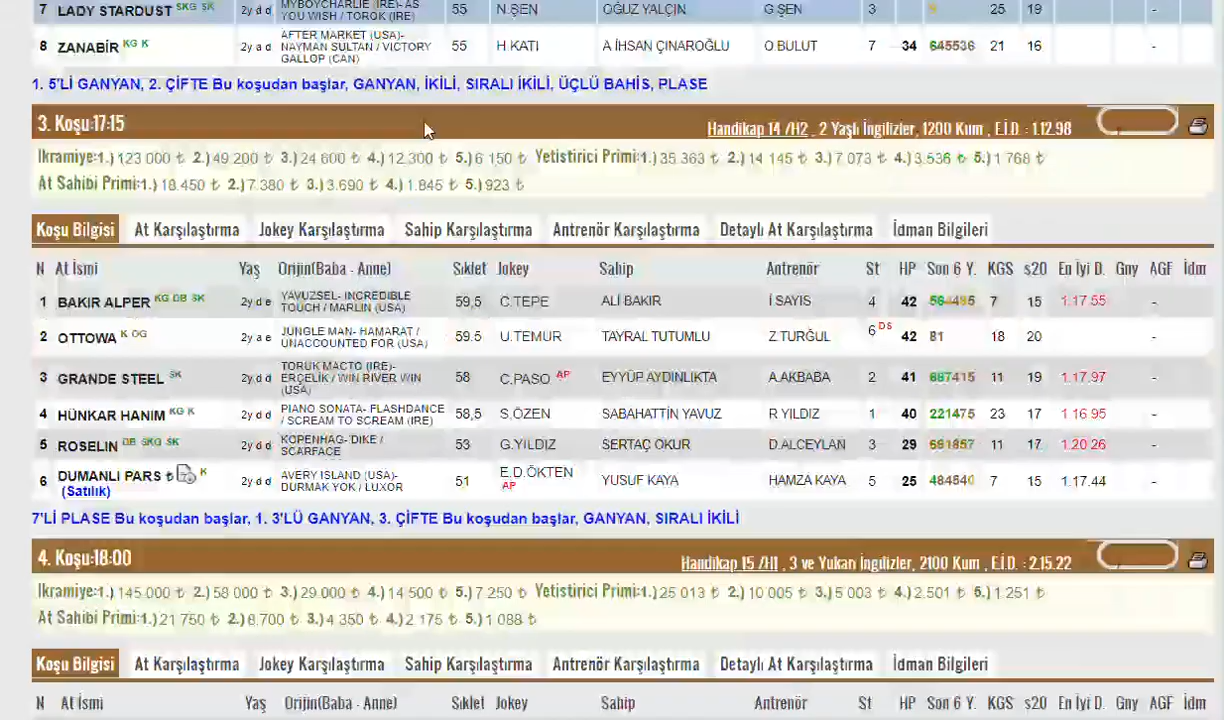 7 LADY STARDUST SKG SK 2y d d MYBOYCHARLIE (IRE)- AS YOU WISH / TOROK (IRE) 55 N.ŞEN OĞUZ YALÇIN G ŞEN 3 25 19 -
8 ZANABİR KG K 2y a d AFTER MARKET (USA)- NAYMAN SULTAN / VICTORY GALLOP (CAN) 55 H KATI A İHSAN ÇINAROĞLU O BULUT 7 34 645536 21 16 -
1. 5'Lİ GANYAN, 2. ÇİFTE Bu koşudan başlar, GANYAN, İKİLİ, SIRALI İKİLİ, ÜÇLÜ BAHİS, PLASE
3. Koşu:17:15 Handikap 14 /H2 , 2 Yaşlı İngilizler, 1200 Kum , E.İ.D. : 1.12.98
İkramiye:1.) 123 000 ₺ 2.) 49 200 ₺ 3.) 24 600 ₺ 4.) 12.300 ₺ 5.) 6 150 ₺ Yetistirici Primi:1.) 35 363 ₺ 2.) 14 145 ₺ 3.) 7 073 ₺ 4.) 3.536 ₺ 5.) 1 768 ₺
At Sahibi Primi:1.) 18.450 ₺ 2.) 7.380 ₺ 3.) 3.690 ₺ 4.) 1.845 ₺ 5.) 923 ₺
Koşu Bilgisi At Karşılaştırma Jokey Karşılaştırma Sahip Karşılaştırma Antrenör Karşılaştırma Detaylı At Karşılaştırma İdman Bilgileri
N At İsmi Yaş Orijin(Baba - Anne) Sıklet Jokey Sahip Antrenör St HP Son 6 Y. KGS s20 En İyi D. Gny AGF İdm
1 BAKIR ALPER KG DB SK 2y d e YAVUZSEL- INCREDIBLE TOUCH / MARLIN (USA) 59,5 C.TEPE ALİ BAKIR İ SAYIS 4 42 564485 7 15 1.17.55 -
2 OTTOWA K OG 2y a e JUNGLE MAN- HAMARAT / UNACCOUNTED FOR (USA) 59.5 U.TEMUR TAYRAL TUTUMLU Z.TURĞUL 6 DS 42 81 18 20 -
3 GRANDE STEEL SK 2y d d TORUK MACTO (IRE)- ERÇELİK / WIN RIVER WIN (USA) 58 C.PASO AP EYYÜP AYDINLIKTA A.AKBABA 2 41 687415 11 19 1.17.97 -
4 HÜNKAR HANIM KG K 2y d d PIANO SONATA- FLASHDANCE / SCREAM TO SCREAM (IRE) 58,5 S.ÖZEN SABAHATTİN YAVUZ R YILDIZ 1 40 221475 23 17 1 16 95 -
5 ROSELIN DB SKG SK 2y d d KOPENHAG- DIKE / SCARFACE 53 G.YILDIZ SERTAÇ OKUR D.ALCEYLAN 3 29 691857 11 17 1.20 26 -
6 DUMANLI PARS ₺ K (Satılık) 2y d d AVERY ISLAND (USA)- DURMAK YOK / LUXOR 51 E.D.ÖKTEN AP YUSUF KAYA HAMZA KAYA 5 25 484540 7 15 1.17.44 -
7'Lİ PLASE Bu koşudan başlar, 1. 3'LÜ GANYAN, 3. ÇİFTE Bu koşudan başlar, GANYAN, SIRALI İKİLİ
4. Koşu:18:00 Handikap 15 /H1 , 3 ve Yukarı İngilizler, 2100 Kum , E.İ.D. : 2.15.22
İkramiye:1.) 145 000 ₺ 2.) 58 000 ₺ 3.) 29 000 ₺ 4.) 14 500 ₺ 5.) 7 250 ₺ Yetistirici Primi:1.) 25 013 ₺ 2.) 10 005 ₺ 3.) 5 003 ₺ 4.) 2.501 ₺ 5.) 1 251 ₺
At Sahibi Primi:1.) 21 750 ₺ 2.) 8.700 ₺ 3.) 4 350 ₺ 4.) 2 175 ₺ 5.) 1 088 ₺
Koşu Bilgisi At Karşılaştırma Jokey Karşılaştırma Sahip Karşılaştırma Antrenör Karşılaştırma Detaylı At Karşılaştırma İdman Bilgileri
N At İsmi Yaş Orijin(Baba - Anne) Sıklet Jokey Sahip Antrenör St HP Son 6 Y. KGS s20 En İyi D. Gny AGF İdm